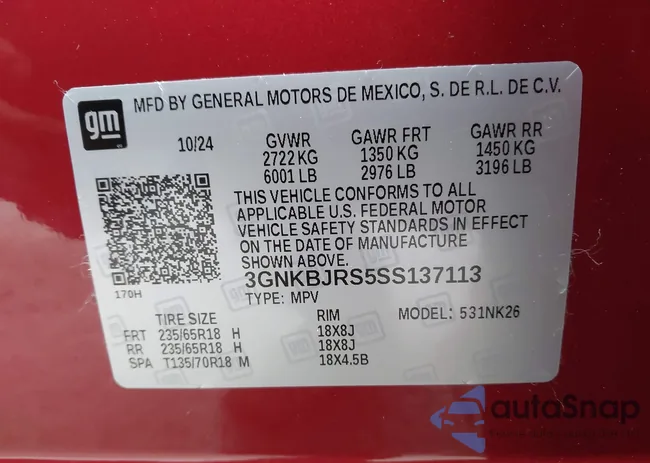 gm
MFD BY GENERAL MOTORS DE MEXICO, S. DE R.L. DE C.V.
10/24 GVWR GAWR FRT GAWR RR
2722 KG 1350 KG 1450 KG
6001 LB 2976 LB 3196 LB
THIS VEHICLE CONFORMS TO ALL
APPLICABLE U.S. FEDERAL MOTOR
VEHICLE SAFETY STANDARDS IN EFFECT
ON THE DATE OF MANUFACTURE
SHOWN ABOVE.
170H
3GNKBJRS5SS137113
TYPE: MPV MODEL: 531NK26
TIRE SIZE RIM
FRT 235/65R18 H 18X8J
RR 235/65R18 H 18X8J
SPA T135/70R18 M 18X4.5B
autoSnap